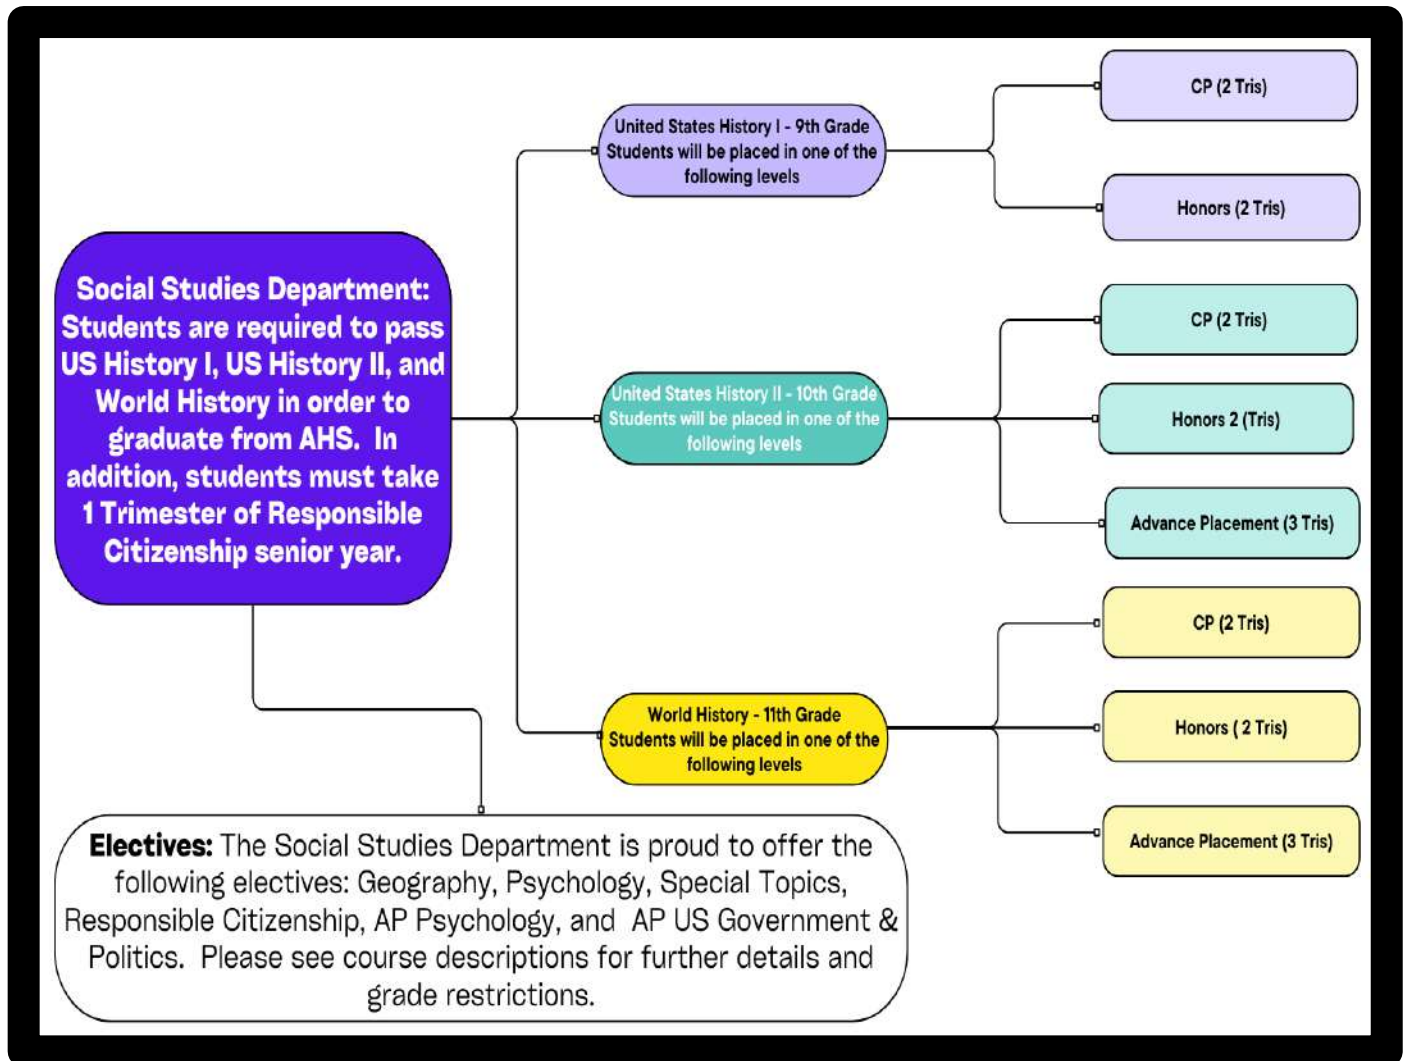 Social Studies Department:
Students are required to pass
US History I, US History II, and
World History in order to
graduate from AHS.  In
addition, students must take
1 Trimester of Responsible
Citizenship senior year.
United States History I - 9th Grade
Students will be placed in one of the
following levels
CP (2 Tris)
Honors (2 Tris)
United States History II - 10th Grade
Students will be placed in one of the
following levels
CP (2 Tris)
Honors 2 (Tris)
Advance Placement (3 Tris)
World History - 11th Grade
Students will be placed in one of the
following levels
CP (2 Tris)
Honors ( 2 Tris)
Advance Placement (3 Tris)
Electives: The Social Studies Department is proud to offer the
following electives: Geography, Psychology, Special Topics,
Responsible Citizenship, AP Psychology, and  AP US Government &
Politics.  Please see course descriptions for further details and
grade restrictions.